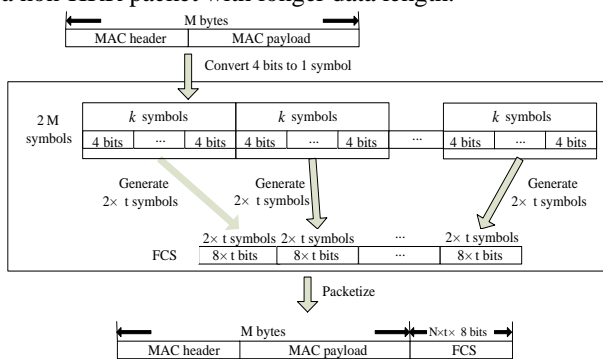 a non-HARQ packet with longer data length.
M bytes
MAC header MAC payload
Convert 4 bits to 1 symbol
2 M symbols
k symbols k symbols k symbols
4 bits ... 4 bits 4 bits ... 4 bits ... 4 bits ... 4 bits
Generate 2× t symbols
Generate 2× t symbols
Generate 2× t symbols
2× t symbols 2× t symbols ... 2× t symbols
FCS 8× t bits 8× t bits ... 8× t bits
Packetize
M bytes N×t× 8 bits
MAC header MAC payload FCS